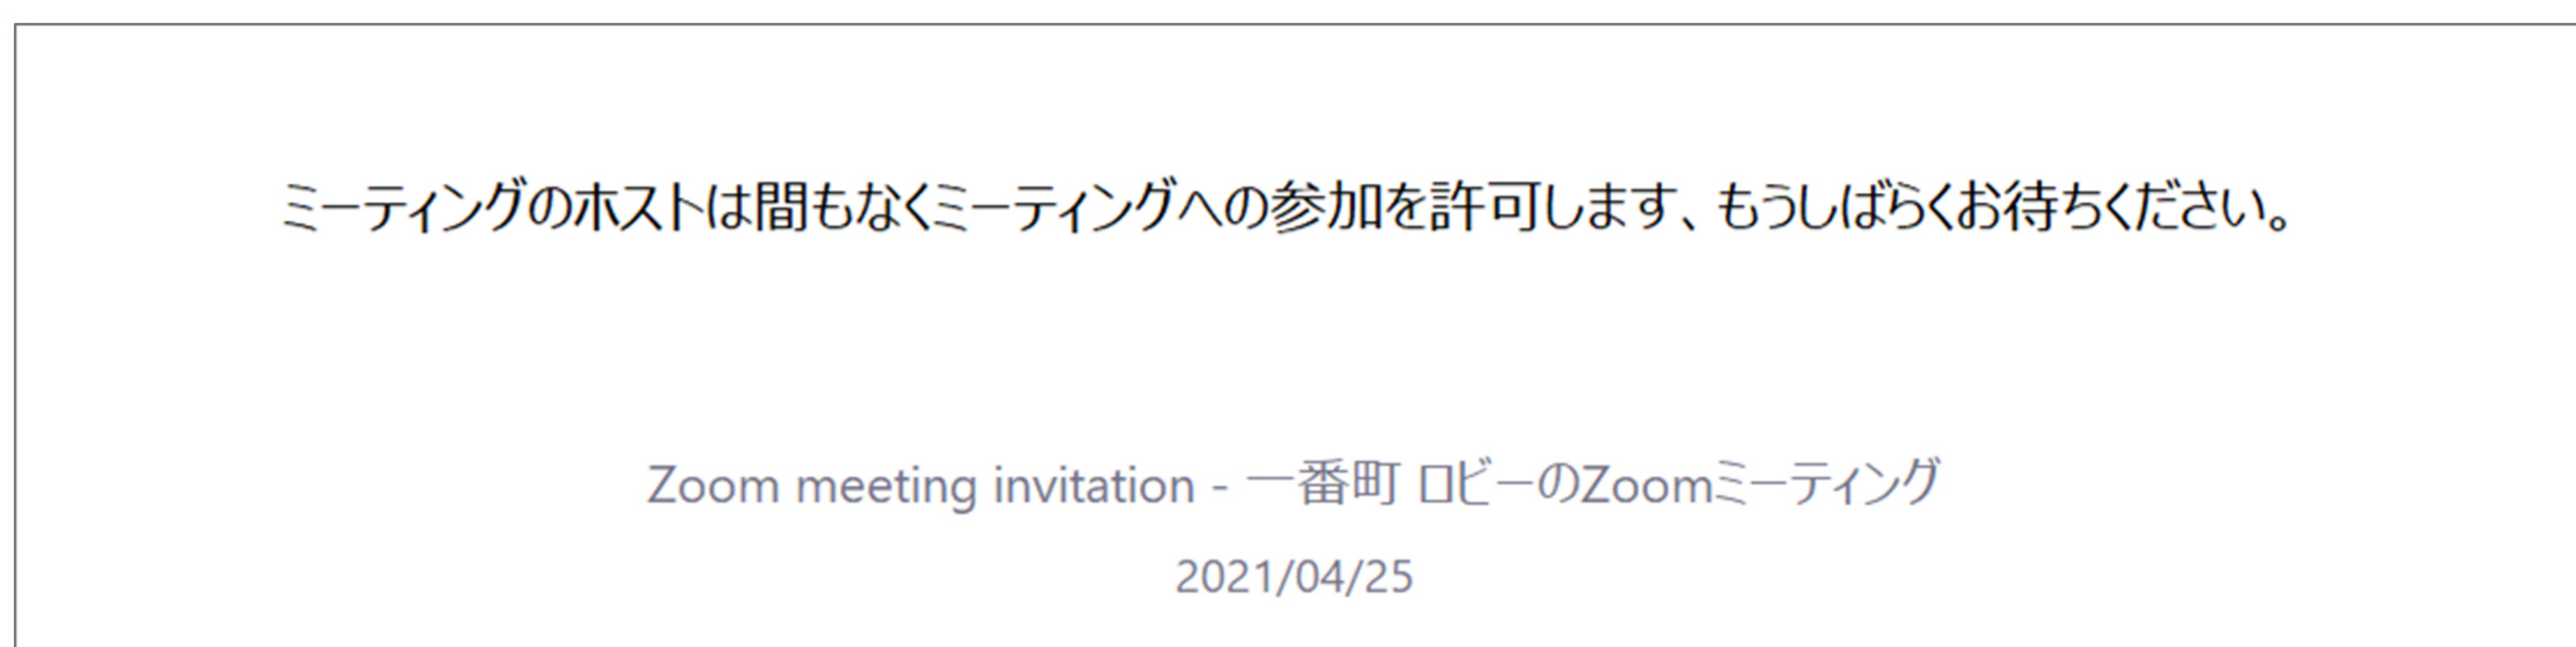 ミーティングのホストは間もなくミーティングへの参加を許可します、もうしばらくお待ちください。
Zoom meeting invitation - 一番町 ロビーのZoomミーティング
2021/04/25